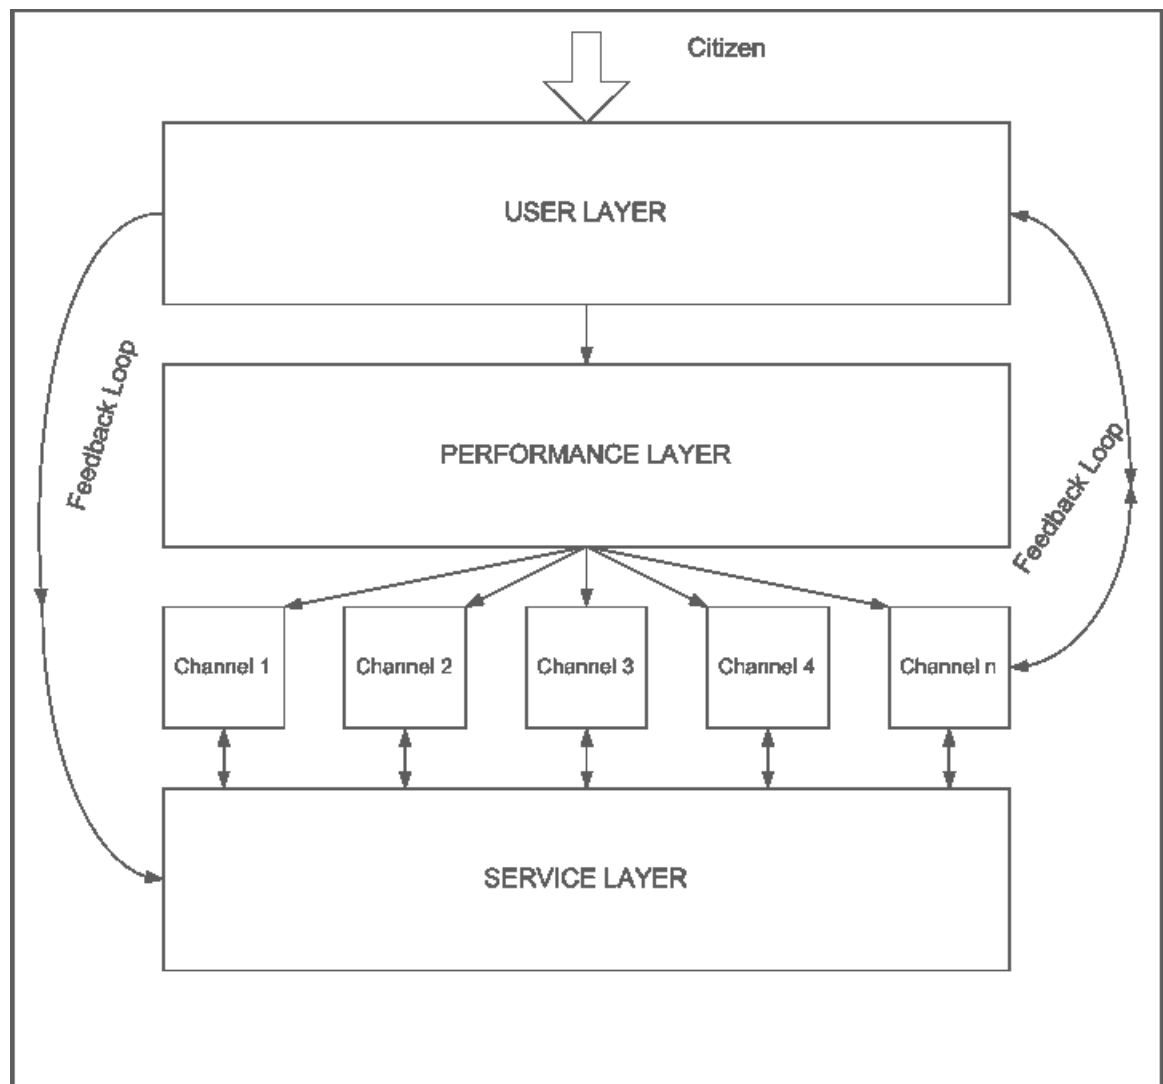 Citizen
USER LAYER
Feedback Loop
PERFORMANCE LAYER
Feedback Loop
Channel 1
Channel 2
Channel 3
Channel 4
Channel n
SERVICE LAYER